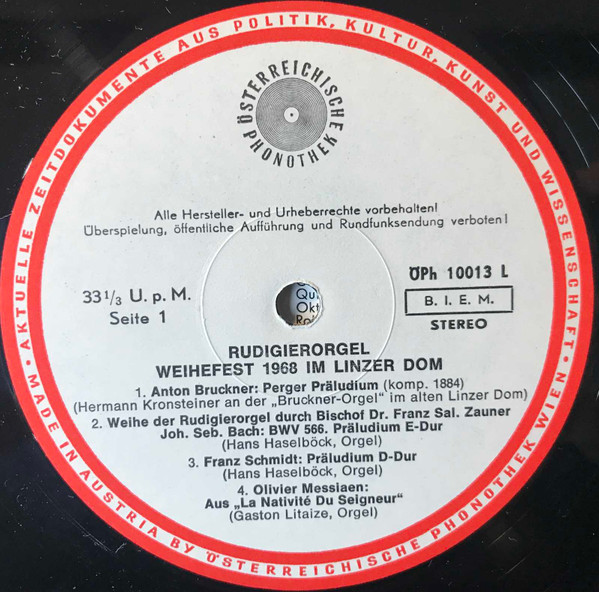 AKTUELLE ZEITDOKUMENTE AUS POLITIK, KULTUR, KUNST UND WISSENSCHAFT •
ÖSTERREICHISCHE
PHONOTHEK
Alle Hersteller- und Urheberrechte vorbehalten!
Überspielung, öffentliche Aufführung und Rundfunksendung verboten!
33 1/3 U. p. M.
Seite 1
ÖPh 10013 L
B. I. E. M.
STEREO
Qu
Okt
RUDIGIERORGEL
WEIHEFEST 1968 IM LINZER DOM
1. Anton Bruckner: Perger Präludium (komp. 1884)
(Hermann Kronsteiner an der „Bruckner-Orgel" im alten Linzer Dom)
2. Weihe der Rudigierorgel durch Bischof Dr. Franz Sal. Zauner
Joh. Seb. Bach: BWV 566. Präludium E-Dur
(Hans Haselböck, Orgel)
3. Franz Schmidt: Präludium D-Dur
(Hans Haselböck, Orgel)
4. Olivier Messiaen:
Aus „La Nativité Du Seigneur"
(Gaston Litaize, Orgel)
• MADE IN AUSTRIA BY ÖSTERREICHISCHE PHONOTHEK WIEN •